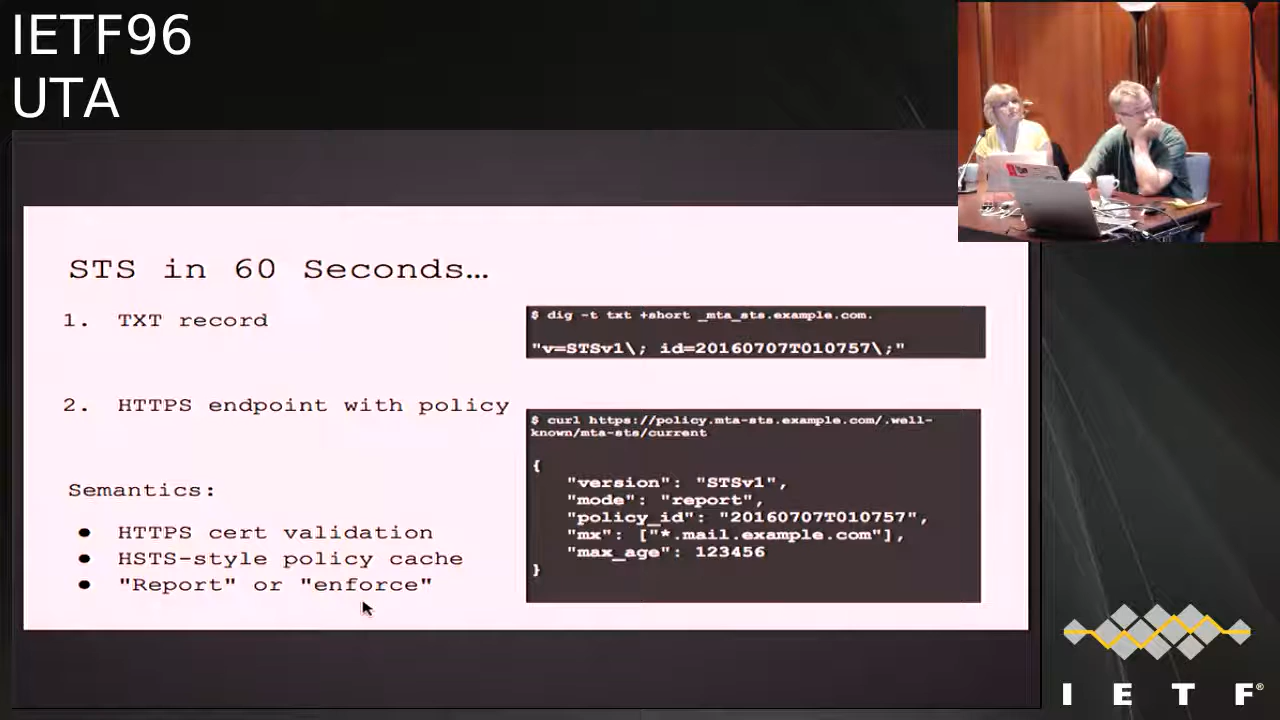 IETF96
UTA
STS in 60 Seconds…
1. TXT record
$ dig -t txt +short _mta_sts.example.com.
"v=STSv1\; id=20160707T010757\;"
2. HTTPS endpoint with policy
$ curl https://policy.mta-sts.example.com/.well-
known/mta-sts/current
{
"version": "STSv1",
"mode": "report",
"policy_id": "20160707T010757",
"mx": ["*.mail.example.com"],
"max_age": 123456
}
Semantics:
● HTTPS cert validation
● HSTS-style policy cache
● "Report" or "enforce"
I E T F®